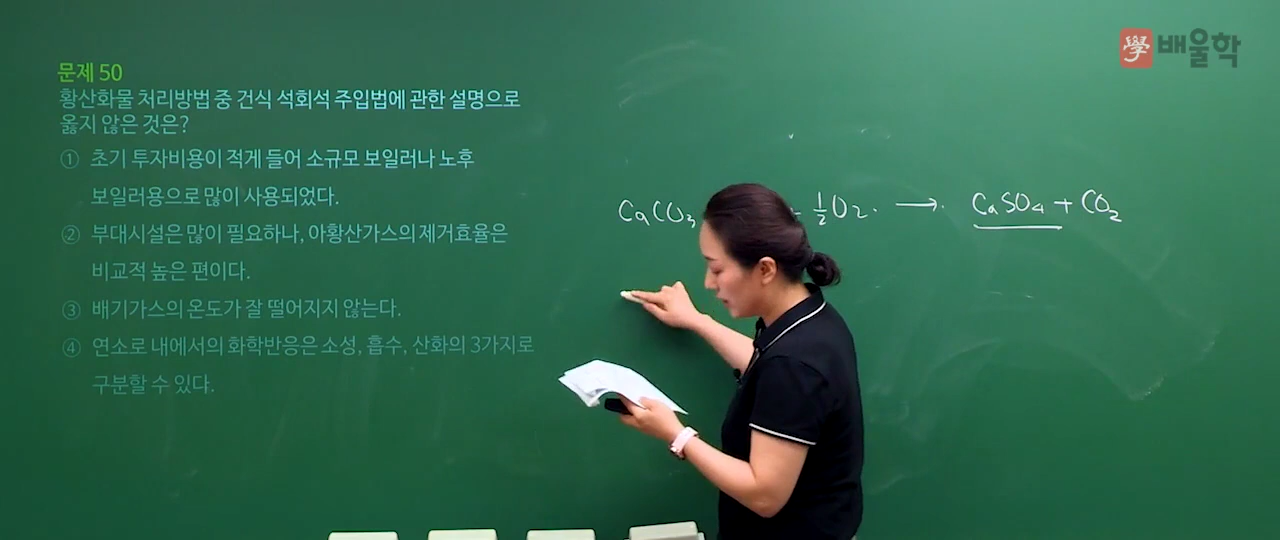 學 배울학
문제 50
황산화물 처리방법 중 건식 석회석 주입법에 관한 설명으로
옳지 않은 것은?
① 초기 투자비용이 적게 들어 소규모 보일러나 노후
보일러용으로 많이 사용되었다.
② 부대시설은 많이 필요하나, 아황산가스의 제거효율은
비교적 높은 편이다.
③ 배기가스의 온도가 잘 떨어지지 않는다.
④ 연소로 내에서의 화학반응은 소성, 흡수, 산화의 3가지로
구분할 수 있다.
CaCO₃ ½O₂ → CaSO₄ + CO₂